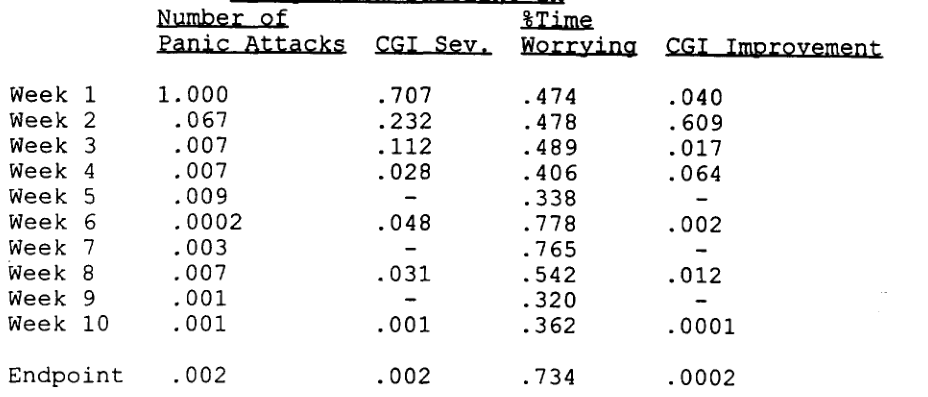 Number of %Time
Panic Attacks CGI Sev. Worrying CGI Improvement
Week 1 1.000 .707 .474 .040
Week 2 .067 .232 .478 .609
Week 3 .007 .112 .489 .017
Week 4 .007 .028 .406 .064
Week 5 .009 - .338 -
Week 6 .0002 .048 .778 .002
Week 7 .003 - .765 -
Week 8 .007 .031 .542 .012
Week 9 .001 - .320 -
Week 10 .001 .001 .362 .0001
Endpoint .002 .002 .734 .0002